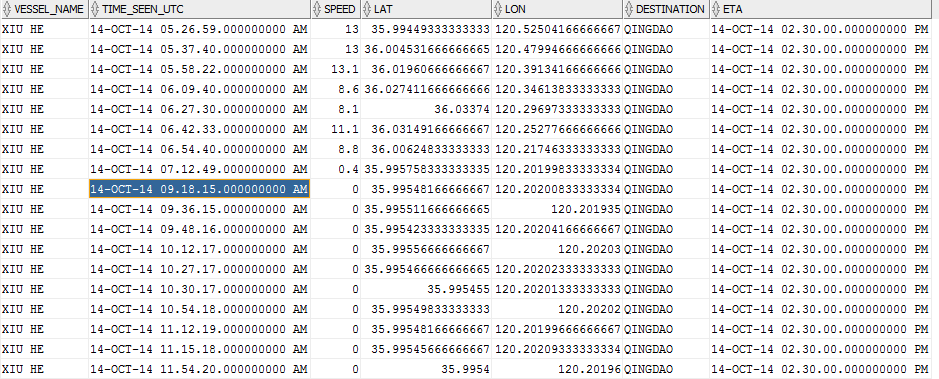 VESSEL_NAME TIME_SEEN_UTC SPEED LAT LON DESTINATION ETA
XIU HE 14-OCT-14 05.26.59.000000000 AM 13 35.99449333333333 120.52504166666667 QINGDAO 14-OCT-14 02.30.00.000000000 PM
XIU HE 14-OCT-14 05.37.40.000000000 AM 13 36.004531666666665 120.47994666666666 QINGDAO 14-OCT-14 02.30.00.000000000 PM
XIU HE 14-OCT-14 05.58.22.000000000 AM 13.1 36.01960666666667 120.39134166666666 QINGDAO 14-OCT-14 02.30.00.000000000 PM
XIU HE 14-OCT-14 06.09.40.000000000 AM 8.6 36.027411666666666 120.34613833333333 QINGDAO 14-OCT-14 02.30.00.000000000 PM
XIU HE 14-OCT-14 06.27.30.000000000 AM 8.1 36.03374 120.29697333333333 QINGDAO 14-OCT-14 02.30.00.000000000 PM
XIU HE 14-OCT-14 06.42.33.000000000 AM 11.1 36.03149166666667 120.25277666666666 QINGDAO 14-OCT-14 02.30.00.000000000 PM
XIU HE 14-OCT-14 06.54.40.000000000 AM 8.8 36.00624833333333 120.21746333333333 QINGDAO 14-OCT-14 02.30.00.000000000 PM
XIU HE 14-OCT-14 07.12.49.000000000 AM 0.4 35.995758333333335 120.20199833333334 QINGDAO 14-OCT-14 02.30.00.000000000 PM
XIU HE 14-OCT-14 09.18.15.000000000 AM 0 35.99548166666667 120.20200833333334 QINGDAO 14-OCT-14 02.30.00.000000000 PM
XIU HE 14-OCT-14 09.36.15.000000000 AM 0 35.995511666666665 120.201935 QINGDAO 14-OCT-14 02.30.00.000000000 PM
XIU HE 14-OCT-14 09.48.16.000000000 AM 0 35.995423333333335 120.20204166666667 QINGDAO 14-OCT-14 02.30.00.000000000 PM
XIU HE 14-OCT-14 10.12.17.000000000 AM 0 35.99556666666667 120.20203 QINGDAO 14-OCT-14 02.30.00.000000000 PM
XIU HE 14-OCT-14 10.27.17.000000000 AM 0 35.995466666666665 120.20202333333333 QINGDAO 14-OCT-14 02.30.00.000000000 PM
XIU HE 14-OCT-14 10.30.17.000000000 AM 0 35.995455 120.20201333333333 QINGDAO 14-OCT-14 02.30.00.000000000 PM
XIU HE 14-OCT-14 10.54.18.000000000 AM 0 35.99549833333333 120.20202 QINGDAO 14-OCT-14 02.30.00.000000000 PM
XIU HE 14-OCT-14 11.12.19.000000000 AM 0 35.99548166666667 120.20199666666667 QINGDAO 14-OCT-14 02.30.00.000000000 PM
XIU HE 14-OCT-14 11.15.18.000000000 AM 0 35.99545666666667 120.20209333333334 QINGDAO 14-OCT-14 02.30.00.000000000 PM
XIU HE 14-OCT-14 11.54.20.000000000 AM 0 35.9954 120.20196 QINGDAO 14-OCT-14 02.30.00.000000000 PM